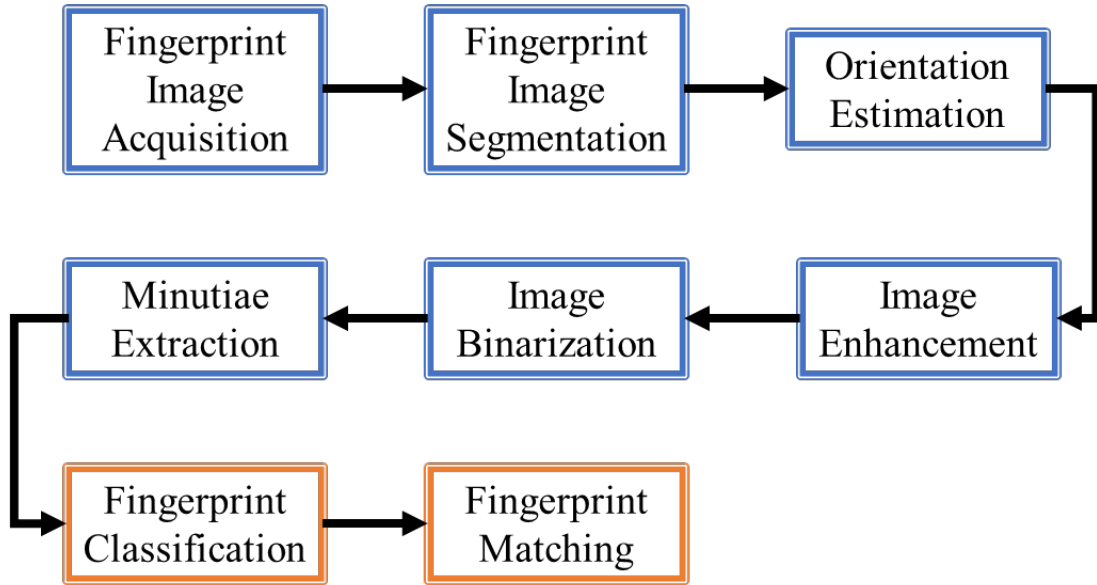 Fingerprint
Image
Acquisition
Fingerprint
Image
Segmentation
Orientation
Estimation
Image
Enhancement
Image
Binarization
Minutiae
Extraction
Fingerprint
Classification
Fingerprint
Matching